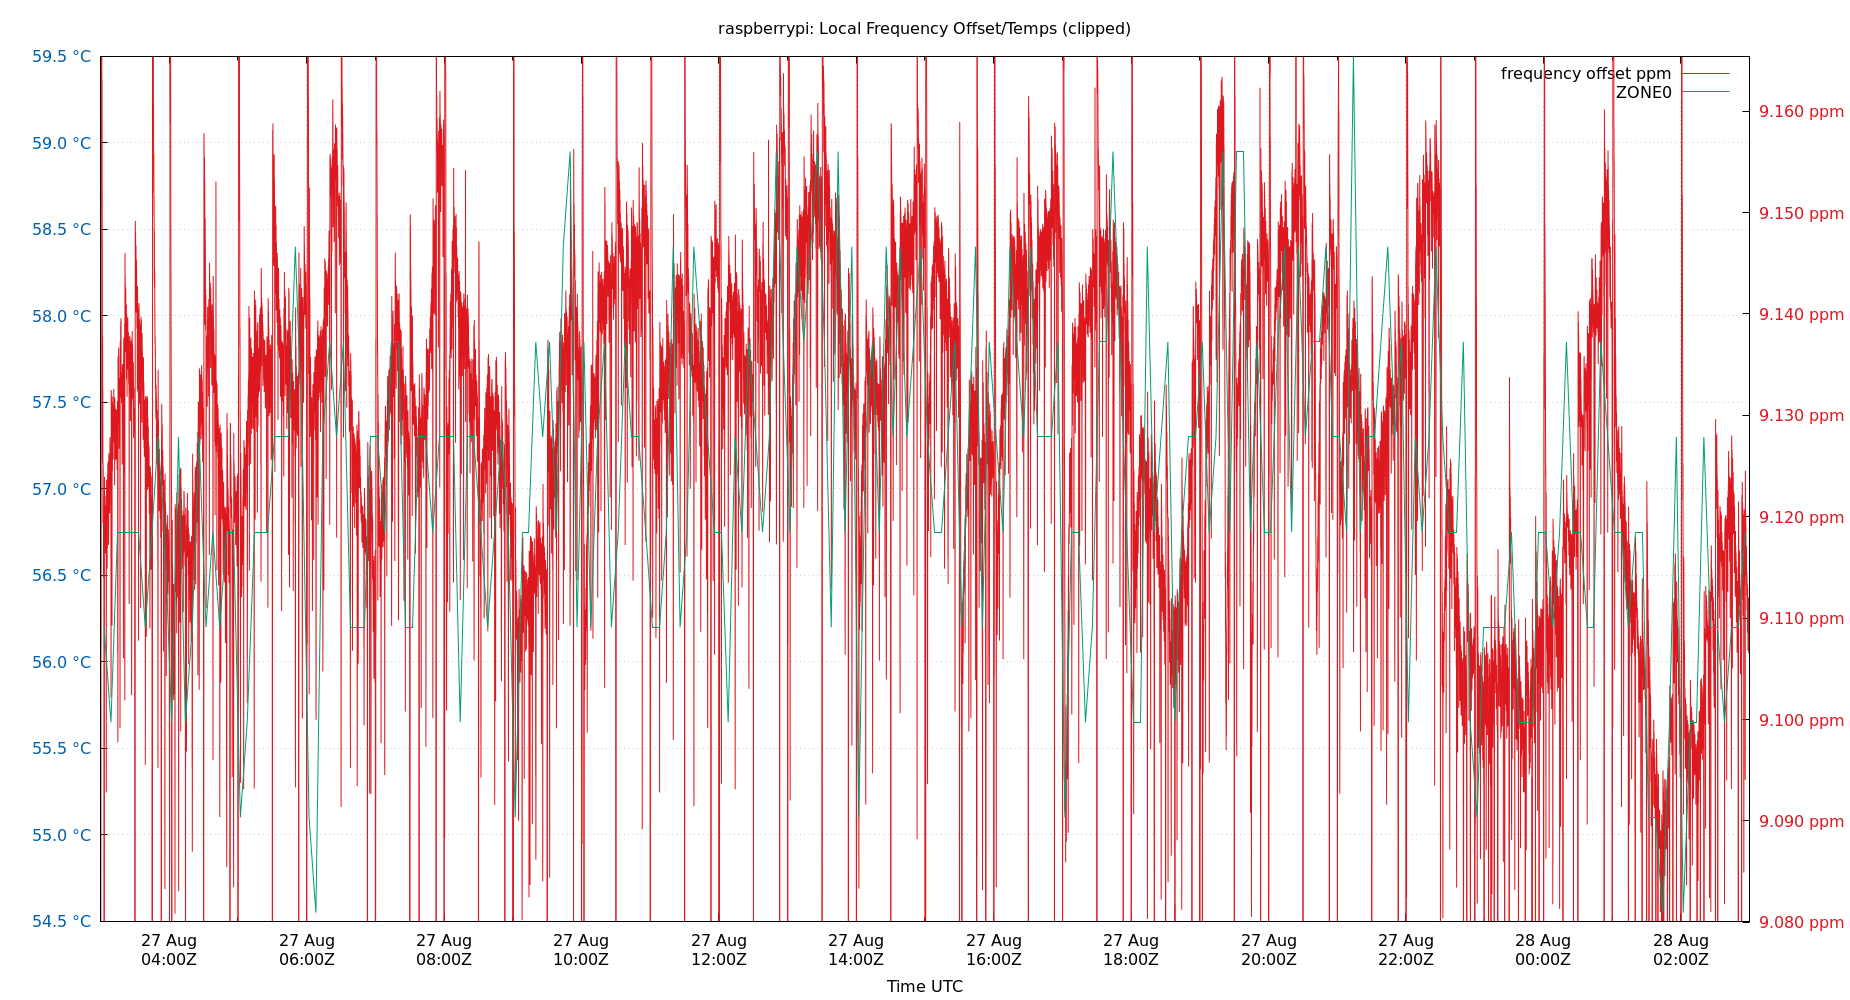 raspberrypi: Local Frequency Offset/Temps (clipped)
frequency offset ppm
ZONE0
59.5 °C
59.0 °C
58.5 °C
58.0 °C
57.5 °C
57.0 °C
56.5 °C
56.0 °C
55.5 °C
55.0 °C
54.5 °C
9.160 ppm
9.150 ppm
9.140 ppm
9.130 ppm
9.120 ppm
9.110 ppm
9.100 ppm
9.090 ppm
9.080 ppm
27 Aug 27 Aug 27 Aug 27 Aug 27 Aug 27 Aug 27 Aug 27 Aug 27 Aug 27 Aug 28 Aug 28 Aug
04:00Z 06:00Z 08:00Z 10:00Z 12:00Z 14:00Z 16:00Z 18:00Z 20:00Z 22:00Z 00:00Z 02:00Z
Time UTC